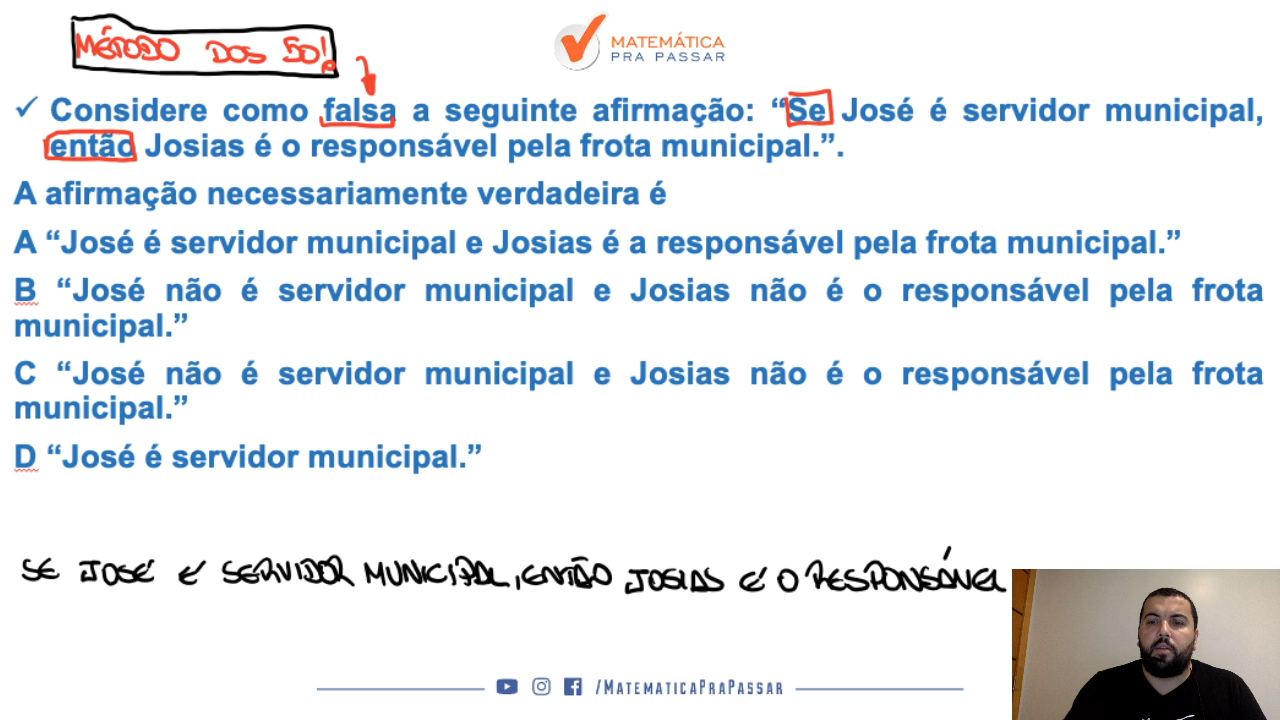 MÉTODO DOS 50!
MATEMÁTICA
PRA PASSAR
✓ Considere como falsa a seguinte afirmação: “Se José é servidor municipal,
então Josias é o responsável pela frota municipal.”.
A afirmação necessariamente verdadeira é
A “José é servidor municipal e Josias é a responsável pela frota municipal.”
B “José não é servidor municipal e Josias não é o responsável pela frota
municipal.”
C “José não é servidor municipal e Josias não é o responsável pela frota
municipal.”
D “José é servidor municipal.”
SE JOSÉ É SERVIDOR MUNICIPAL, ENTÃO JOSIAS É O RESPONSÁVEL
/MATEMATICAPRAPASSAR